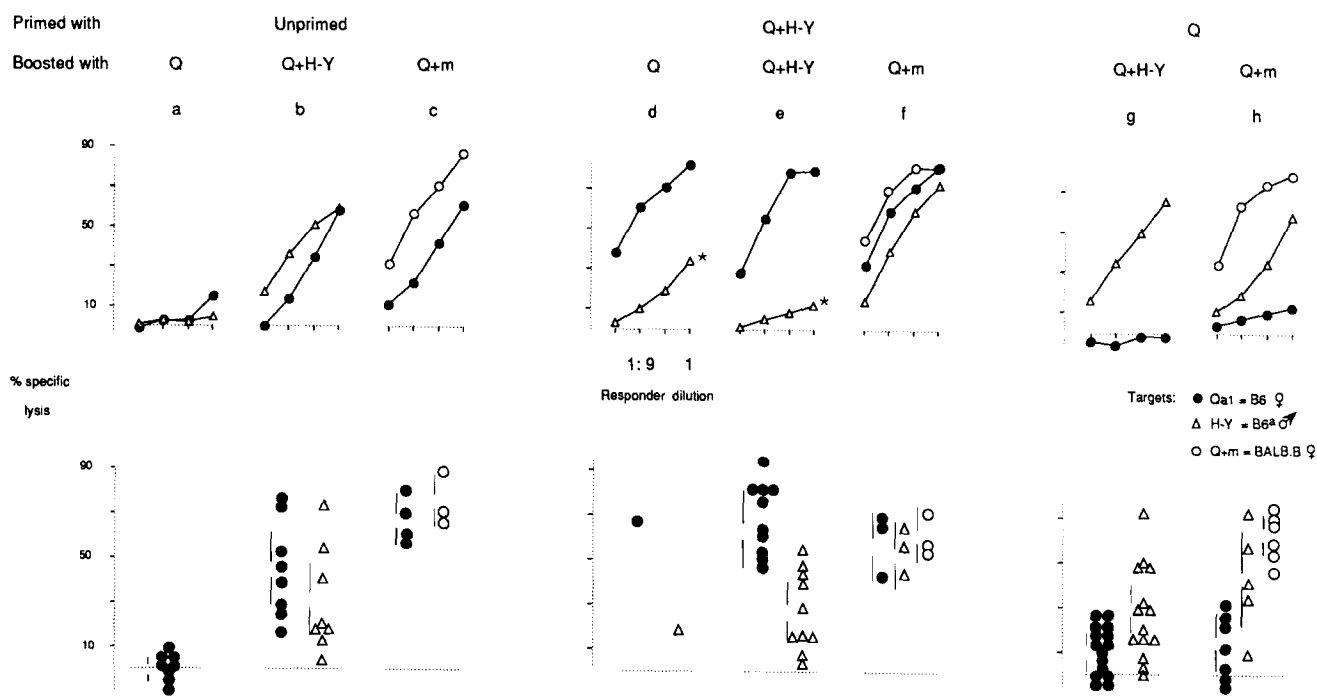 Primed with Unprimed Q+H-Y Q
Boosted with Q Q+H-Y Q+m Q Q+H-Y Q+m Q+H-Y Q+m
a b c d e f g h
90
50
10
* *
1:9 1
Responder dilution
% specific
lysis
Targets: ● Qa1 = B6 ♀
△ H-Y = B6ª ♂
○ Q+m = BALB.B ♀
90
50
10